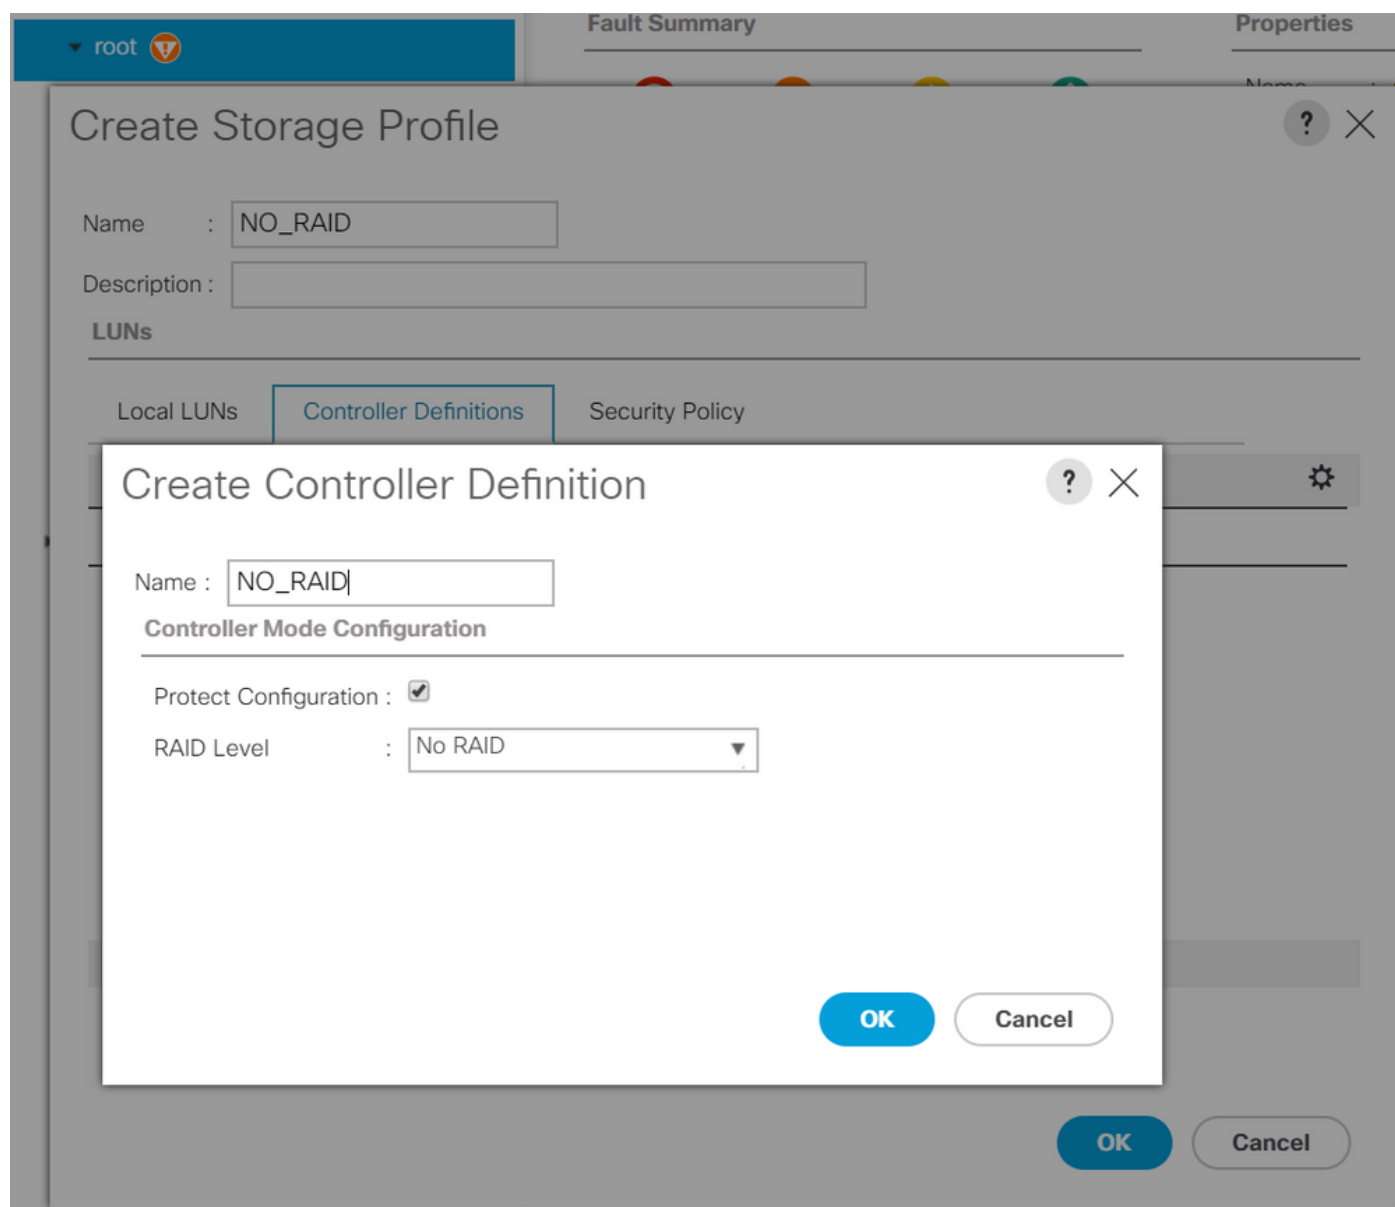 Fault Summary
Properties
root
Name :
Create Storage Profile
?
Name : NO_RAID
Description :
LUNs
Local LUNs
Controller Definitions
Security Policy
Create Controller Definition
?
Name : NO_RAID
Controller Mode Configuration
Protect Configuration :
RAID Level : No RAID
OK
Cancel
OK
Cancel